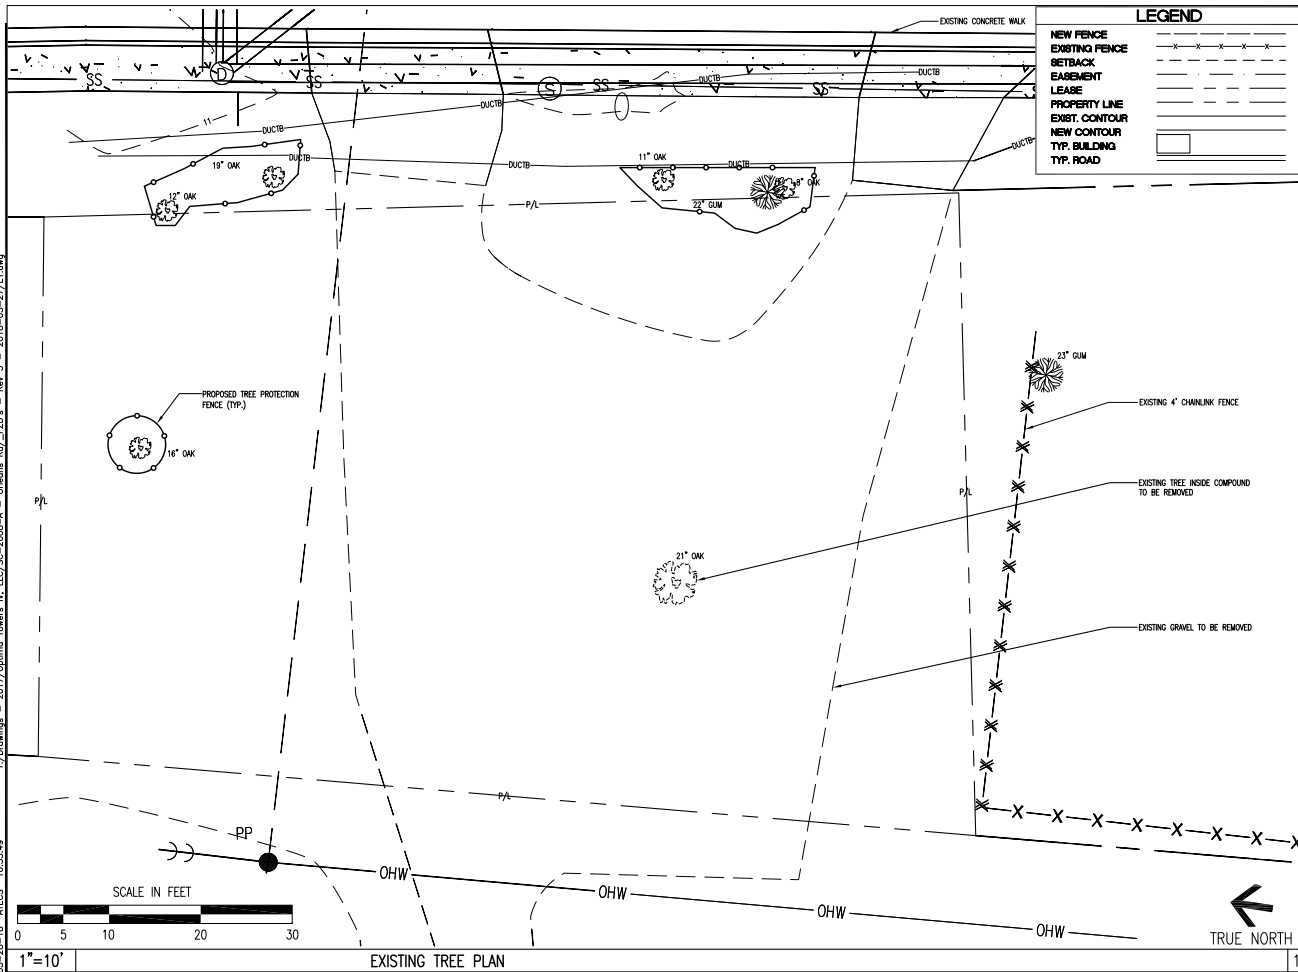 EXISTING CONCRETE WALK
LEGEND
NEW FENCE
EXISTING FENCE
SETBACK
EASEMENT
LEASE
PROPERTY LINE
EXIST. CONTOUR
NEW CONTOUR
TYP. BUILDING
TYP. ROAD
X X X X X
SS
D
SS
S
SS
SS
DUCTB
DUCTB
DUCTB
DUCTB
11
DUCTB
DUCTB
DUCTB
DUCTB
19" OAK
12" OAK
11" OAK
22" GUM
8" OAK
P/L
23" GUM
PROPOSED TREE PROTECTION
FENCE (TYP.)
EXISTING 4' CHAINLINK FENCE
16" OAK
EXISTING TREE INSIDE COMPOUND
TO BE REMOVED
P/L
P/L
21" OAK
EXISTING GRAVEL TO BE REMOVED
P/L
X X X X X X X X
PP
OHW
OHW
OHW
OHW
SCALE IN FEET
0 5 10 20 30
TRUE NORTH
1"=10'
EXISTING TREE PLAN
1